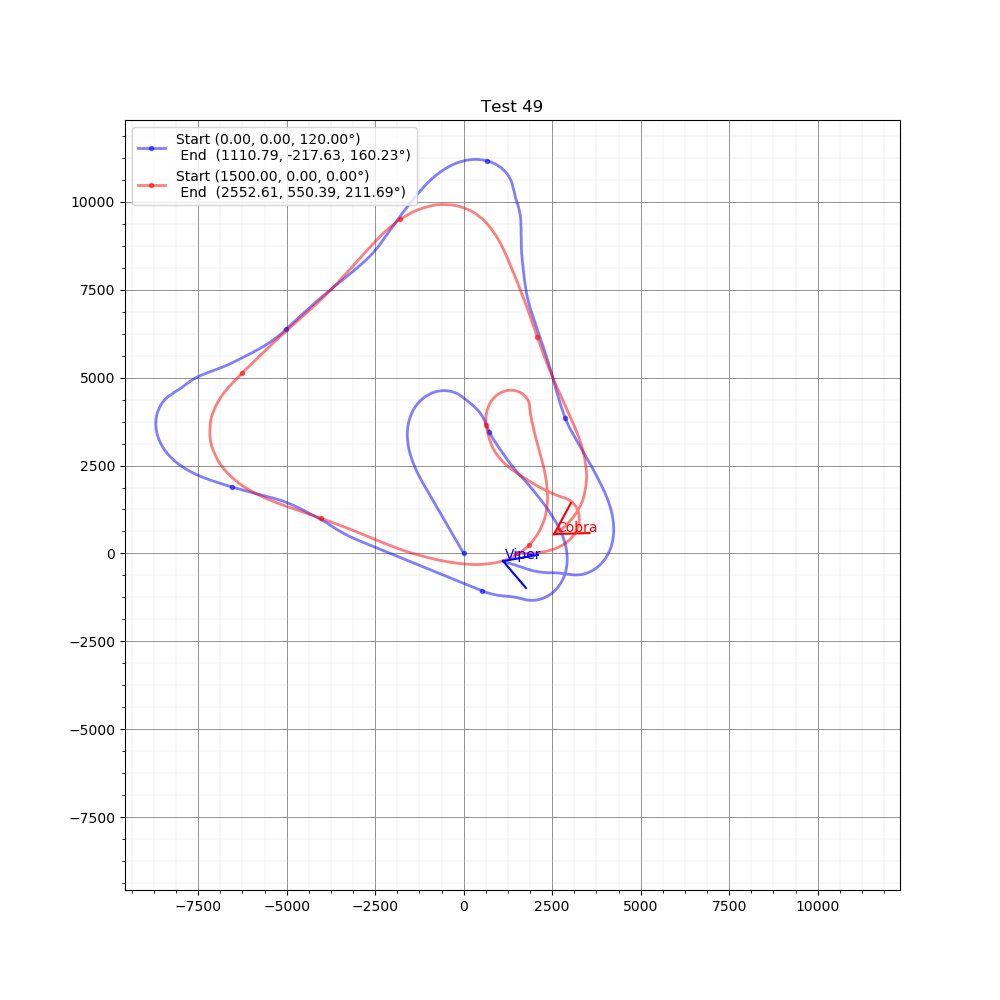 Test 49
Start (0.00, 0.00, 120.00°)
End (1110.79, -217.63, 160.23°)
Start (1500.00, 0.00, 0.00°)
End (2552.61, 550.39, 211.69°)
10000
7500
5000
2500
0
−2500
−5000
−7500
Cobra
Viper
−7500 −5000 −2500 0 2500 5000 7500 10000